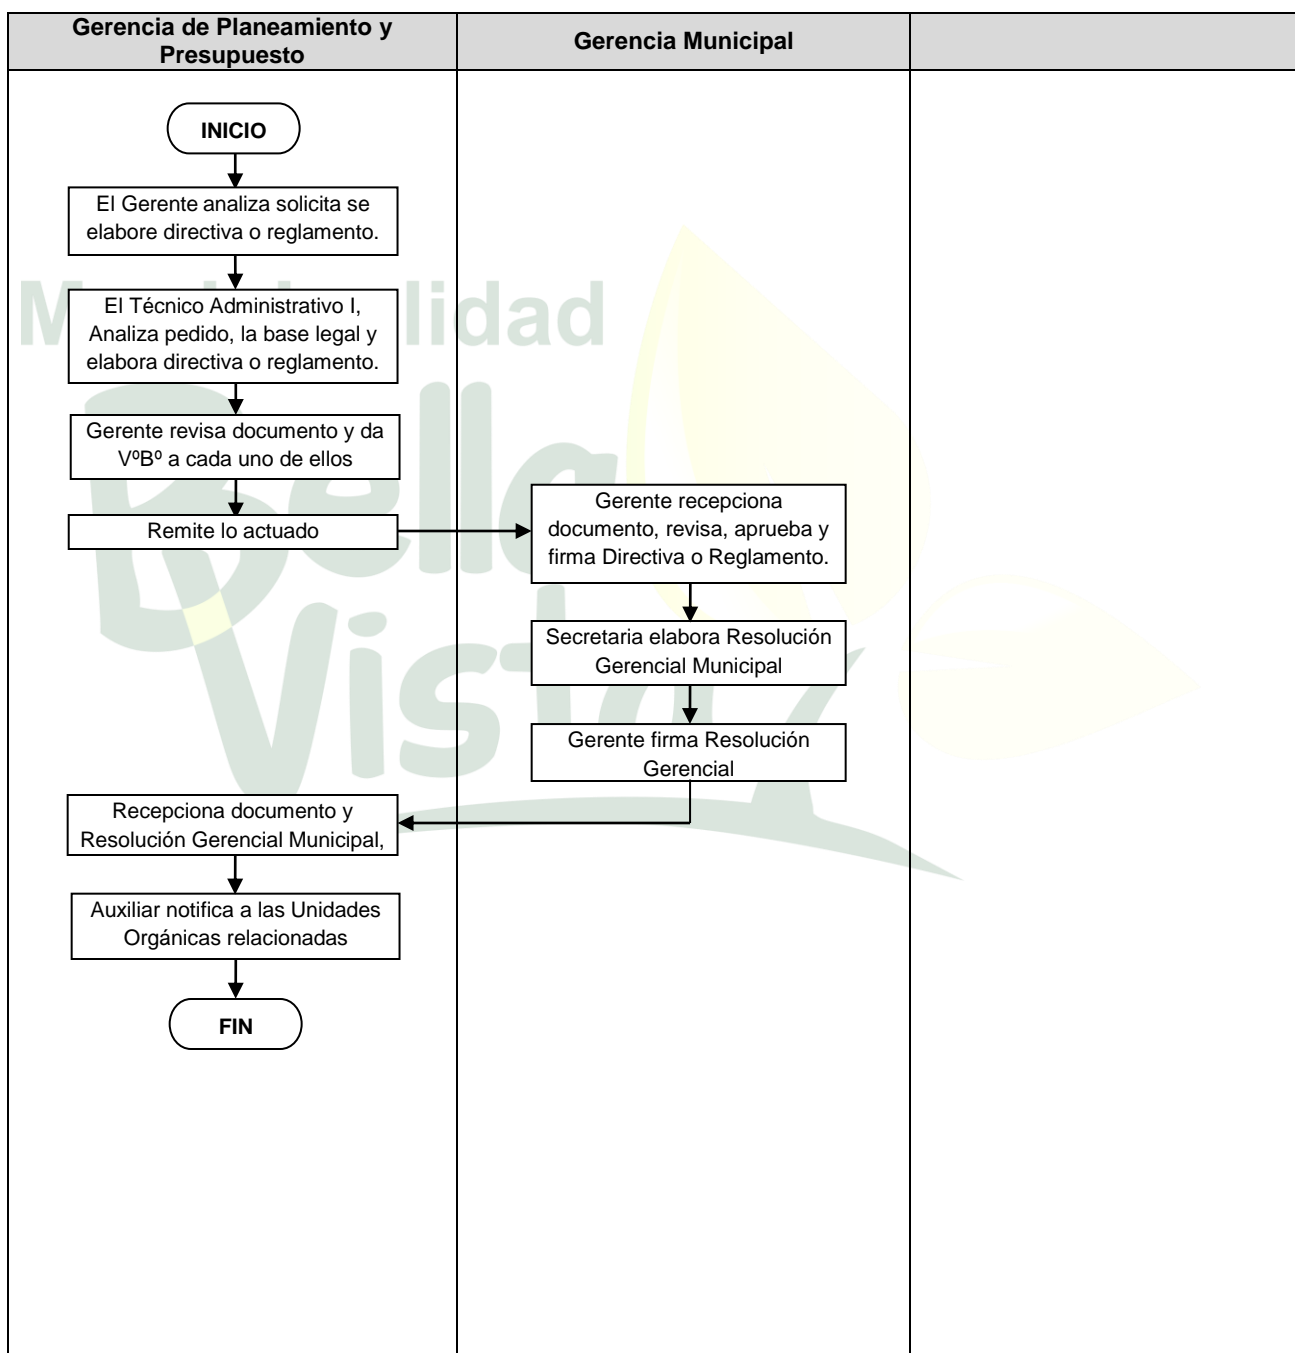 Gerencia de Planeamiento y
Presupuesto
Gerencia Municipal
INICIO
El Gerente analiza solicita se
elabore directiva o reglamento.
El Técnico Administrativo I,
Analiza pedido, la base legal y
elabora directiva o reglamento.
Gerente revisa documento y da
VºBº a cada uno de ellos
Remite lo actuado
Gerente recepciona
documento, revisa, aprueba y
firma Directiva o Reglamento.
Secretaria elabora Resolución
Gerencial Municipal
Gerente firma Resolución
Gerencial
Recepciona documento y
Resolución Gerencial Municipal,
Auxiliar notifica a las Unidades
Orgánicas relacionadas
FIN
Bella
Vista